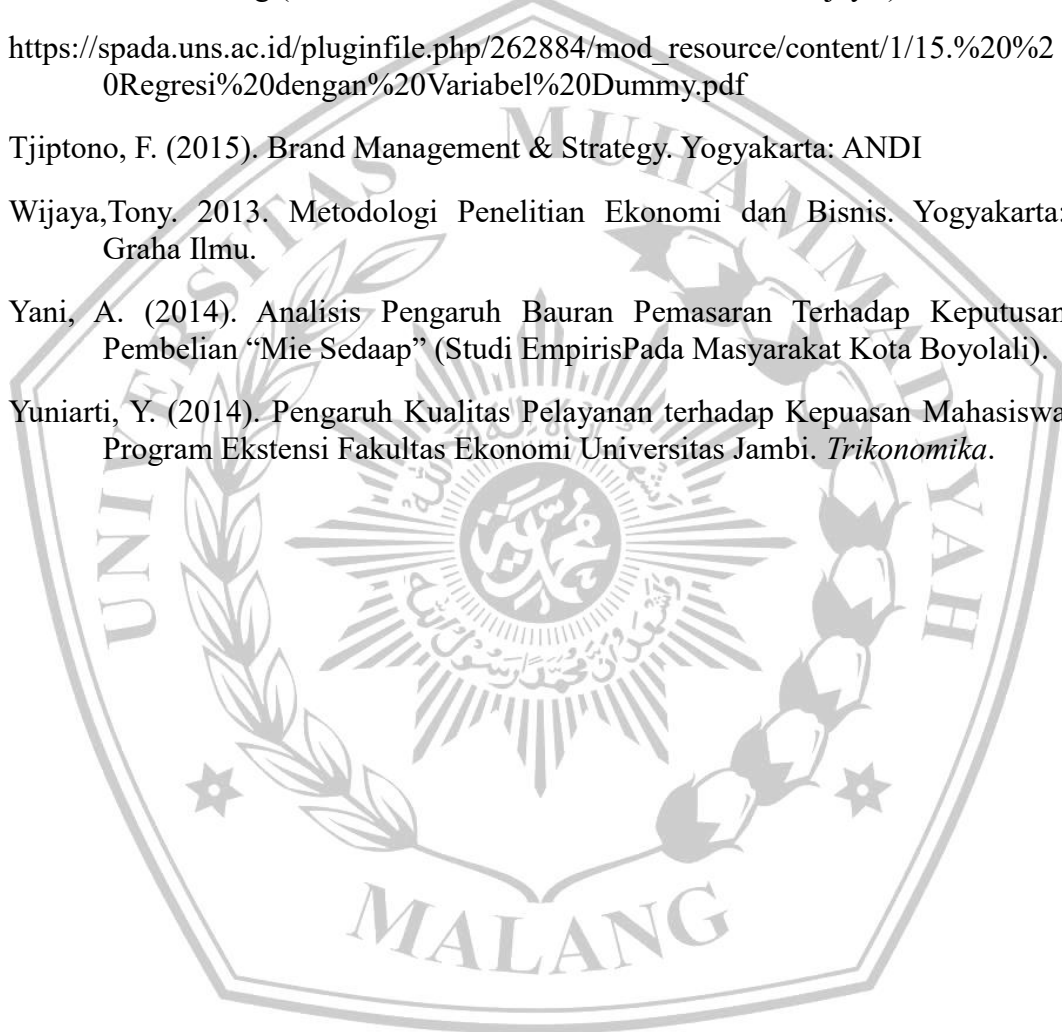 https://spada.uns.ac.id/pluginfile.php/262884/mod_resource/content/1/15.%20%2
0Regresi%20dengan%20Variabel%20Dummy.pdf
Tjiptono, F. (2015). Brand Management & Strategy. Yogyakarta: ANDI
Wijaya,Tony. 2013. Metodologi Penelitian Ekonomi dan Bisnis. Yogyakarta:
Graha Ilmu.
Yani, A. (2014). Analisis Pengaruh Bauran Pemasaran Terhadap Keputusan
Pembelian “Mie Sedaap” (Studi EmpirisPada Masyarakat Kota Boyolali).
Yuniarti, Y. (2014). Pengaruh Kualitas Pelayanan terhadap Kepuasan Mahasiswa
Program Ekstensi Fakultas Ekonomi Universitas Jambi. Trikonomika.
UNIVERSITAS MUHAMMADIYAH
MALANG